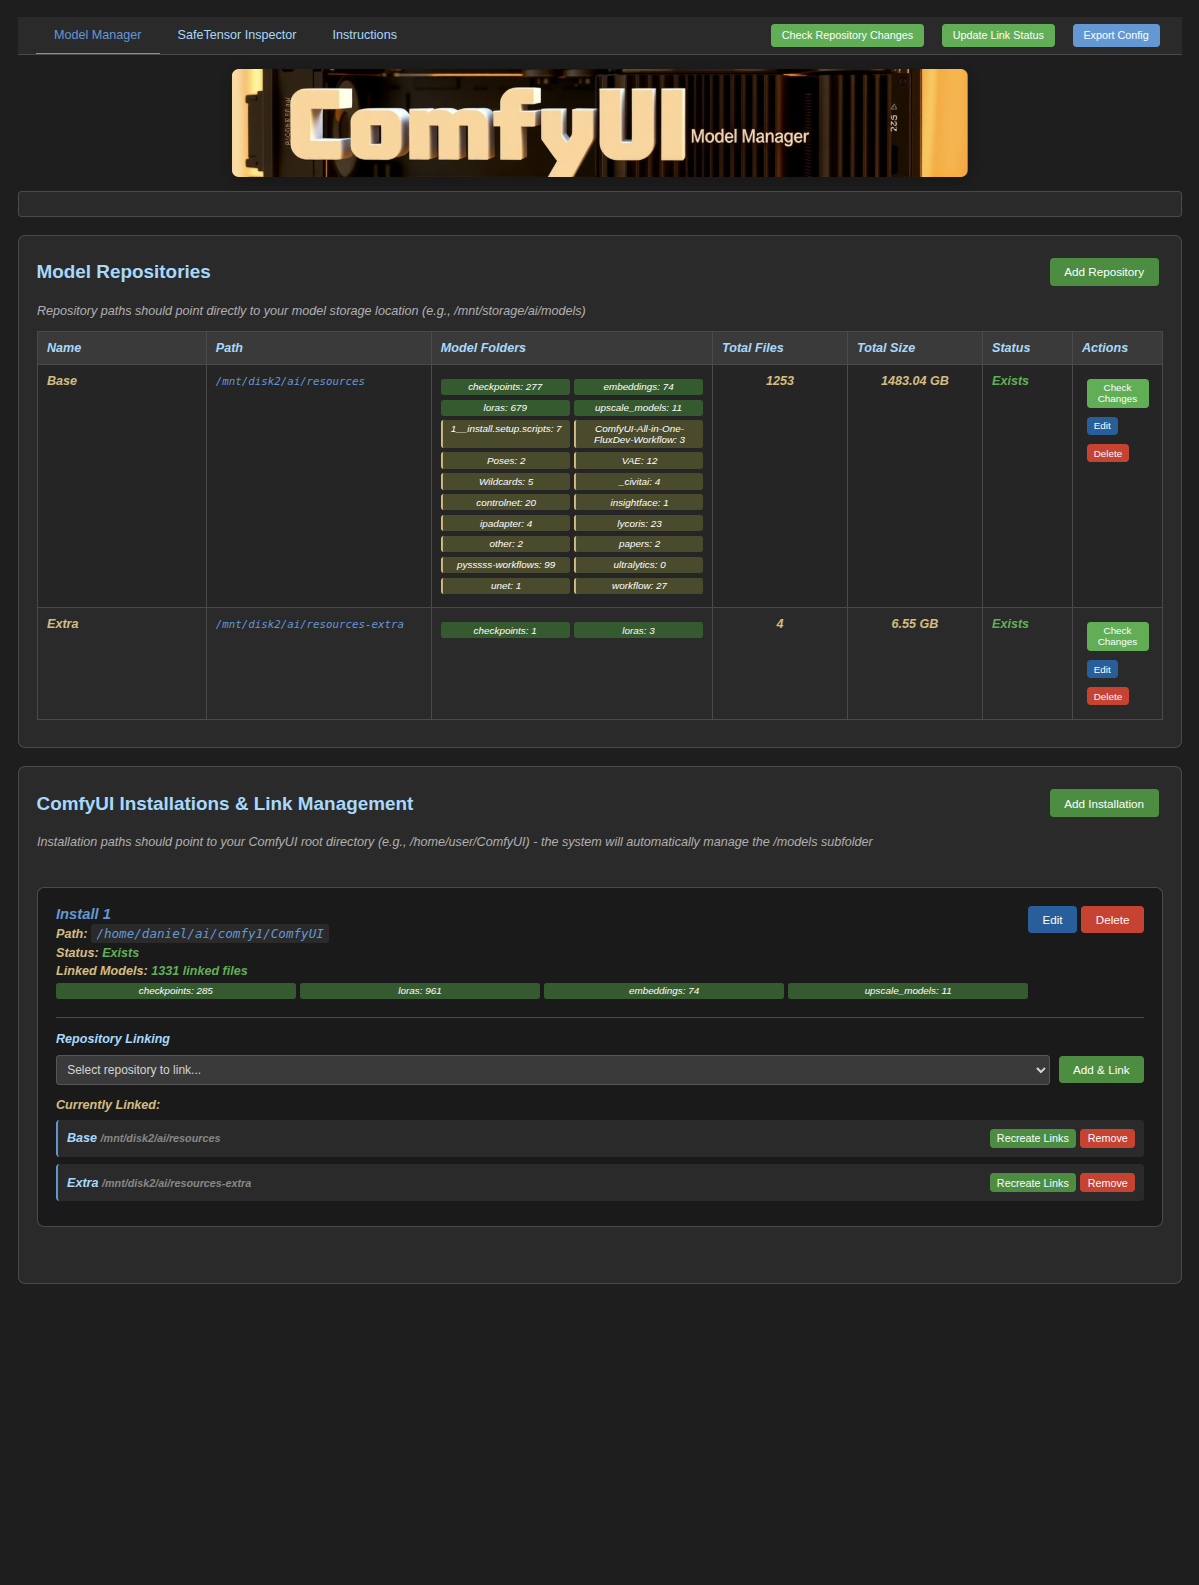 Model Manager
SafeTensor Inspector
Instructions
Check Repository Changes
Update Link Status
Export Config
ComfyUI Model Manager
225
Model Repositories
Add Repository
Repository paths should point directly to your model storage location (e.g., /mnt/storage/ai/models)
Name Path Model Folders Total Files Total Size Status Actions
Base /mnt/disk2/ai/resources
checkpoints: 277
embeddings: 74
loras: 679
upscale_models: 11
1__install.setup.scripts: 7
ComfyUI-All-in-One-
FluxDev-Workflow: 3
Poses: 2
VAE: 12
Wildcards: 5
_civitai: 4
controlnet: 20
insightface: 1
ipadapter: 4
lycoris: 23
other: 2
papers: 2
pysssss-workflows: 99
ultralytics: 0
unet: 1
workflow: 27
1253
1483.04 GB
Exists
Check
Changes
Edit
Delete
Extra /mnt/disk2/ai/resources-extra
checkpoints: 1
loras: 3
4
6.55 GB
Exists
Check
Changes
Edit
Delete
ComfyUI Installations & Link Management
Add Installation
Installation paths should point to your ComfyUI root directory (e.g., /home/user/ComfyUI) - the system will automatically manage the /models subfolder
Install 1
Edit
Delete
Path: /home/daniel/ai/comfy1/ComfyUI
Status: Exists
Linked Models: 1331 linked files
checkpoints: 285
loras: 961
embeddings: 74
upscale_models: 11
Repository Linking
Select repository to link...
Add & Link
Currently Linked:
Base /mnt/disk2/ai/resources
Recreate Links
Remove
Extra /mnt/disk2/ai/resources-extra
Recreate Links
Remove